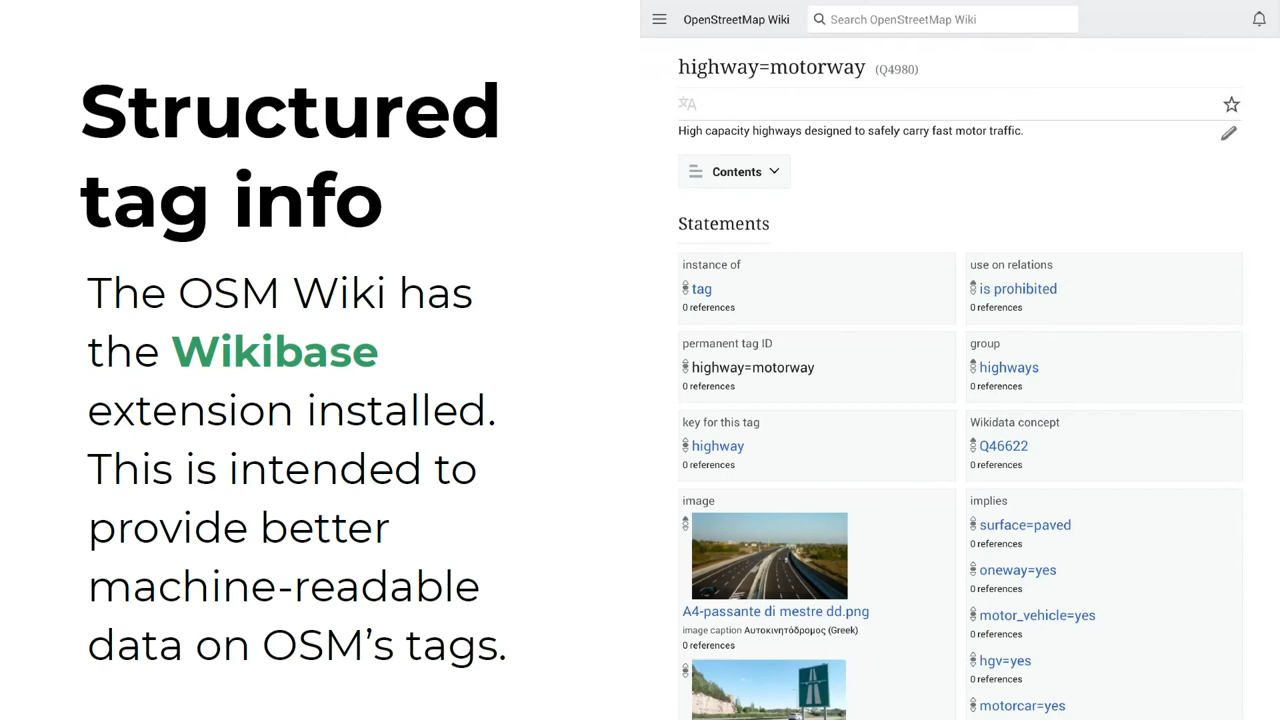 Structured
tag info
The OSM Wiki has
the Wikibase
extension installed.
This is intended to
provide better
machine-readable
data on OSM’s tags.
OpenStreetMap Wiki
Search OpenStreetMap Wiki
highway=motorway (Q4980)
High capacity highways designed to safely carry fast motor traffic.
Contents
Statements
instance of
tag
0 references
permanent tag ID
highway=motorway
0 references
key for this tag
highway
0 references
image
A4-passante di mestre dd.png
image caption Αυτοκινητόδρομος (Greek)
0 references
use on relations
is prohibited
0 references
group
highways
0 references
Wikidata concept
Q46622
0 references
implies
surface=paved
0 references
oneway=yes
0 references
motor_vehicle=yes
0 references
hgv=yes
0 references
motorcar=yes